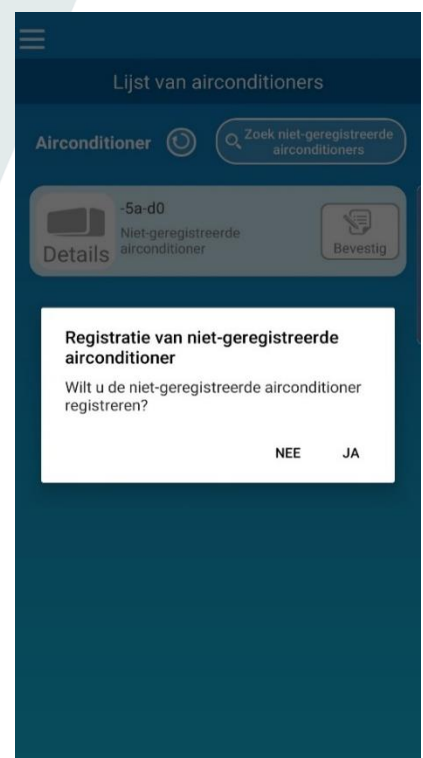 Lijst van airconditioners
Airconditioner
Zoek niet-geregistreerde
airconditioners
-5a-d0
Niet-geregistreerde
airconditioner
Details
Bevestig
Registratie van niet-geregistreerde
airconditioner
Wilt u de niet-geregistreerde airconditioner
registreren?
NEE JA